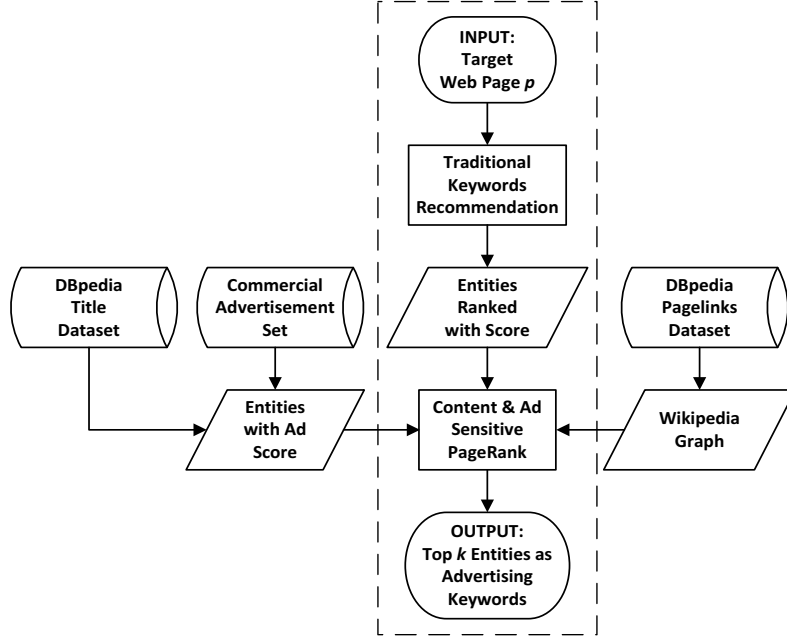 INPUT:
Target
Web Page p
Traditional
Keywords
Recommendation
DBpedia
Title
Dataset
Commercial
Advertisement
Set
Entities
Ranked
with Score
DBpedia
Pagelinks
Dataset
Entities
with Ad
Score
Content & Ad
Sensitive
PageRank
Wikipedia
Graph
OUTPUT:
Top k Entities as
Advertising
Keywords